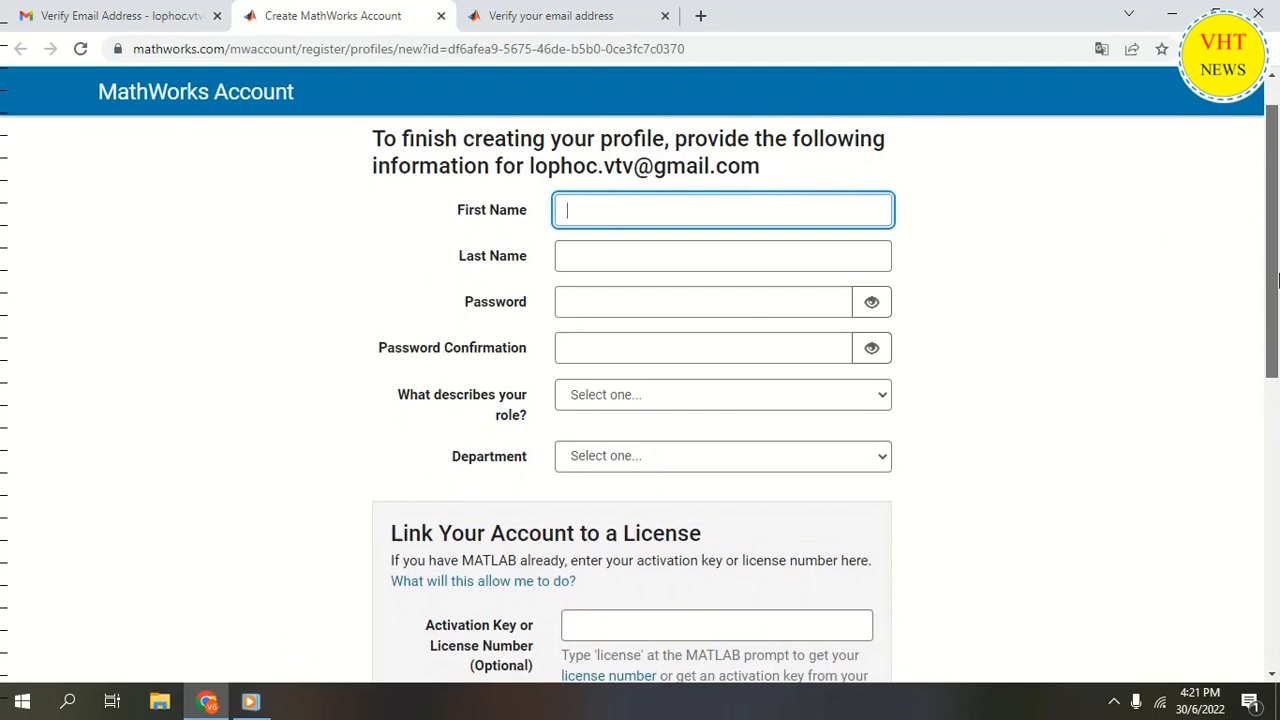 Verify Email Address - lophoc.vtv
Create MathWorks Account
Verify your email address
mathworks.com/mwaccount/register/profiles/new?id=df6afea9-5675-46de-b5b0-0ce3fc7c0370
VHT
NEWS
MathWorks Account
To finish creating your profile, provide the following
information for lophoc.vtv@gmail.com
First Name
Last Name
Password
Password Confirmation
What describes your
role?
Select one...
Department
Select one...
Link Your Account to a License
If you have MATLAB already, enter your activation key or license number here.
What will this allow me to do?
Activation Key or
License Number
(Optional)
Type 'license' at the MATLAB prompt to get your
license number or get an activation key from your
Võ
4:21 PM
30/6/2022
1